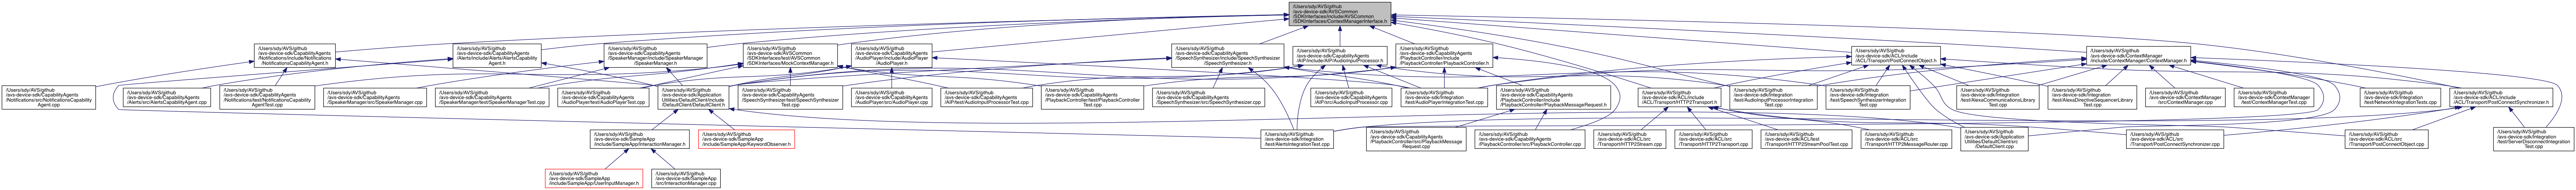 /Users/sdy/AVS/github
/avs-device-sdk/AVSCommon
/SDKInterfaces/include/AVSCommon
/SDKInterfaces/ContextManagerInterface.h
/Users/sdy/AVS/github
/avs-device-sdk/CapabilityAgents
/Notifications/include/Notifications
/NotificationsCapabilityAgent.h
/Users/sdy/AVS/github
/avs-device-sdk/CapabilityAgents
/Alerts/include/Alerts/AlertsCapability
Agent.h
/Users/sdy/AVS/github
/avs-device-sdk/CapabilityAgents
/SpeakerManager/include/SpeakerManager
/SpeakerManager.h
/Users/sdy/AVS/github
/avs-device-sdk/AVSCommon
/SDKInterfaces/test/AVSCommon
/SDKInterfaces/MockContextManager.h
/Users/sdy/AVS/github
/avs-device-sdk/CapabilityAgents
/AudioPlayer/include/AudioPlayer
/AudioPlayer.h
/Users/sdy/AVS/github
/avs-device-sdk/CapabilityAgents
/SpeechSynthesizer/include/SpeechSynthesizer
/SpeechSynthesizer.h
/Users/sdy/AVS/github
/avs-device-sdk/CapabilityAgents
/AIP/include/AIP/AudioInputProcessor.h
/Users/sdy/AVS/github
/avs-device-sdk/CapabilityAgents
/PlaybackController/include
/PlaybackController/PlaybackController.h
/Users/sdy/AVS/github
/avs-device-sdk/ACL/include
/ACL/Transport/PostConnectObject.h
/Users/sdy/AVS/github
/avs-device-sdk/ContextManager
/include/ContextManager/ContextManager.h
/Users/sdy/AVS/github
/avs-device-sdk/CapabilityAgents
/Notifications/src/NotificationsCapability
Agent.cpp
/Users/sdy/AVS/github
/avs-device-sdk/CapabilityAgents
/Alerts/src/AlertsCapabilityAgent.cpp
/Users/sdy/AVS/github
/avs-device-sdk/CapabilityAgents
/Notifications/test/NotificationsCapability
AgentTest.cpp
/Users/sdy/AVS/github
/avs-device-sdk/CapabilityAgents
/SpeakerManager/src/SpeakerManager.cpp
/Users/sdy/AVS/github
/avs-device-sdk/CapabilityAgents
/SpeakerManager/test/SpeakerManagerTest.cpp
/Users/sdy/AVS/github
/avs-device-sdk/CapabilityAgents
/AudioPlayer/test/AudioPlayerTest.cpp
/Users/sdy/AVS/github
/avs-device-sdk/Application
Utilities/DefaultClient/include
/DefaultClient/DefaultClient.h
/Users/sdy/AVS/github
/avs-device-sdk/CapabilityAgents
/SpeechSynthesizer/test/SpeechSynthesizer
Test.cpp
/Users/sdy/AVS/github
/avs-device-sdk/CapabilityAgents
/AudioPlayer/src/AudioPlayer.cpp
/Users/sdy/AVS/github
/avs-device-sdk/CapabilityAgents
/AIP/test/AudioInputProcessorTest.cpp
/Users/sdy/AVS/github
/avs-device-sdk/CapabilityAgents
/PlaybackController/test/PlaybackController
Test.cpp
/Users/sdy/AVS/github
/avs-device-sdk/CapabilityAgents
/SpeechSynthesizer/src/SpeechSynthesizer.cpp
/Users/sdy/AVS/github
/avs-device-sdk/CapabilityAgents
/AIP/src/AudioInputProcessor.cpp
/Users/sdy/AVS/github
/avs-device-sdk/Integration
/test/AudioPlayerIntegrationTest.cpp
/Users/sdy/AVS/github
/avs-device-sdk/CapabilityAgents
/PlaybackController/include
/PlaybackController/PlaybackMessageRequest.h
/Users/sdy/AVS/github
/avs-device-sdk/ACL/include
/ACL/Transport/HTTP2Transport.h
/Users/sdy/AVS/github
/avs-device-sdk/Integration
/test/AudioInputProcessorIntegration
Test.cpp
/Users/sdy/AVS/github
/avs-device-sdk/Integration
/test/SpeechSynthesizerIntegration
Test.cpp
/Users/sdy/AVS/github
/avs-device-sdk/Integration
/test/AlexaCommunicationsLibrary
Test.cpp
/Users/sdy/AVS/github
/avs-device-sdk/Integration
/test/AlexaDirectiveSequencerLibrary
Test.cpp
/Users/sdy/AVS/github
/avs-device-sdk/ContextManager
/src/ContextManager.cpp
/Users/sdy/AVS/github
/avs-device-sdk/ContextManager
/test/ContextManagerTest.cpp
/Users/sdy/AVS/github
/avs-device-sdk/Integration
/test/NetworkIntegrationTests.cpp
/Users/sdy/AVS/github
/avs-device-sdk/ACL/include
/ACL/Transport/PostConnectSynchronizer.h
/Users/sdy/AVS/github
/avs-device-sdk/SampleApp
/include/SampleApp/InteractionManager.h
/Users/sdy/AVS/github
/avs-device-sdk/SampleApp
/include/SampleApp/KeywordObserver.h
/Users/sdy/AVS/github
/avs-device-sdk/Integration
/test/AlertsIntegrationTest.cpp
/Users/sdy/AVS/github
/avs-device-sdk/CapabilityAgents
/PlaybackController/src/PlaybackMessage
Request.cpp
/Users/sdy/AVS/github
/avs-device-sdk/CapabilityAgents
/PlaybackController/src/PlaybackController.cpp
/Users/sdy/AVS/github
/avs-device-sdk/ACL/src
/Transport/HTTP2Stream.cpp
/Users/sdy/AVS/github
/avs-device-sdk/ACL/src
/Transport/HTTP2Transport.cpp
/Users/sdy/AVS/github
/avs-device-sdk/ACL/test
/Transport/HTTP2StreamPoolTest.cpp
/Users/sdy/AVS/github
/avs-device-sdk/ACL/src
/Transport/HTTP2MessageRouter.cpp
/Users/sdy/AVS/github
/avs-device-sdk/Application
Utilities/DefaultClient/src
/DefaultClient.cpp
/Users/sdy/AVS/github
/avs-device-sdk/ACL/src
/Transport/PostConnectSynchronizer.cpp
/Users/sdy/AVS/github
/avs-device-sdk/ACL/src
/Transport/PostConnectObject.cpp
/Users/sdy/AVS/github
/avs-device-sdk/Integration
/test/ServerDisconnectIntegration
Test.cpp
/Users/sdy/AVS/github
/avs-device-sdk/SampleApp
/include/SampleApp/UserInputManager.h
/Users/sdy/AVS/github
/avs-device-sdk/SampleApp
/src/InteractionManager.cpp